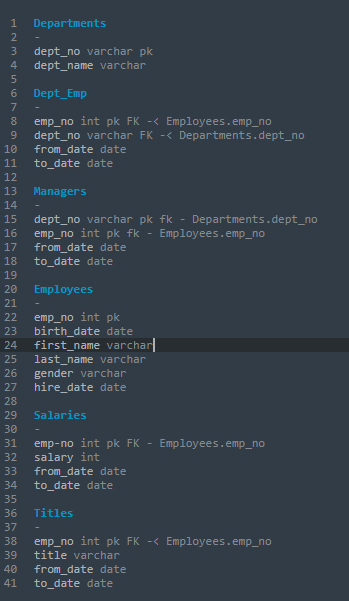 1 Departments
2 -
3 dept_no varchar pk
4 dept_name varchar
5
6 Dept_Emp
7 -
8 emp_no int pk FK -< Employees.emp_no
9 dept_no varchar FK -< Departments.dept_no
10 from_date date
11 to_date date
12
13 Managers
14 -
15 dept_no varchar pk fk - Departments.dept_no
16 emp_no int pk fk - Employees.emp_no
17 from_date date
18 to_date date
19
20 Employees
21 -
22 emp_no int pk
23 birth_date date
24 first_name varchar
25 last_name varchar
26 gender varchar
27 hire_date date
28
29 Salaries
30 -
31 emp-no int pk FK - Employees.emp_no
32 salary int
33 from_date date
34 to_date date
35
36 Titles
37 -
38 emp_no int pk FK -< Employees.emp_no
39 title varchar
40 from_date date
41 to_date date